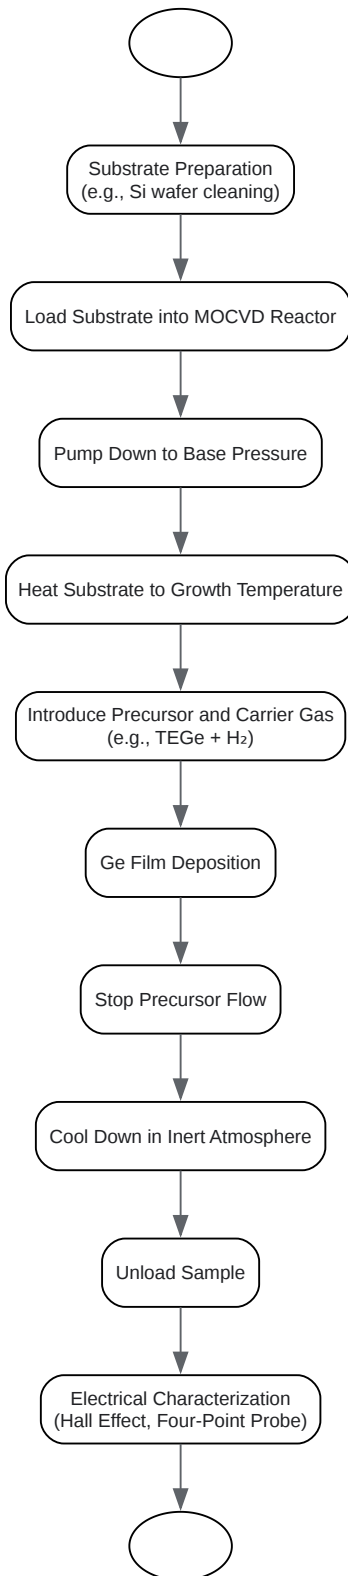 Substrate Preparation
(e.g., Si wafer cleaning)
Load Substrate into MOCVD Reactor
Pump Down to Base Pressure
Heat Substrate to Growth Temperature
Introduce Precursor and Carrier Gas
(e.g., TEGe + H₂)
Ge Film Deposition
Stop Precursor Flow
Cool Down in Inert Atmosphere
Unload Sample
Electrical Characterization
(Hall Effect, Four-Point Probe)